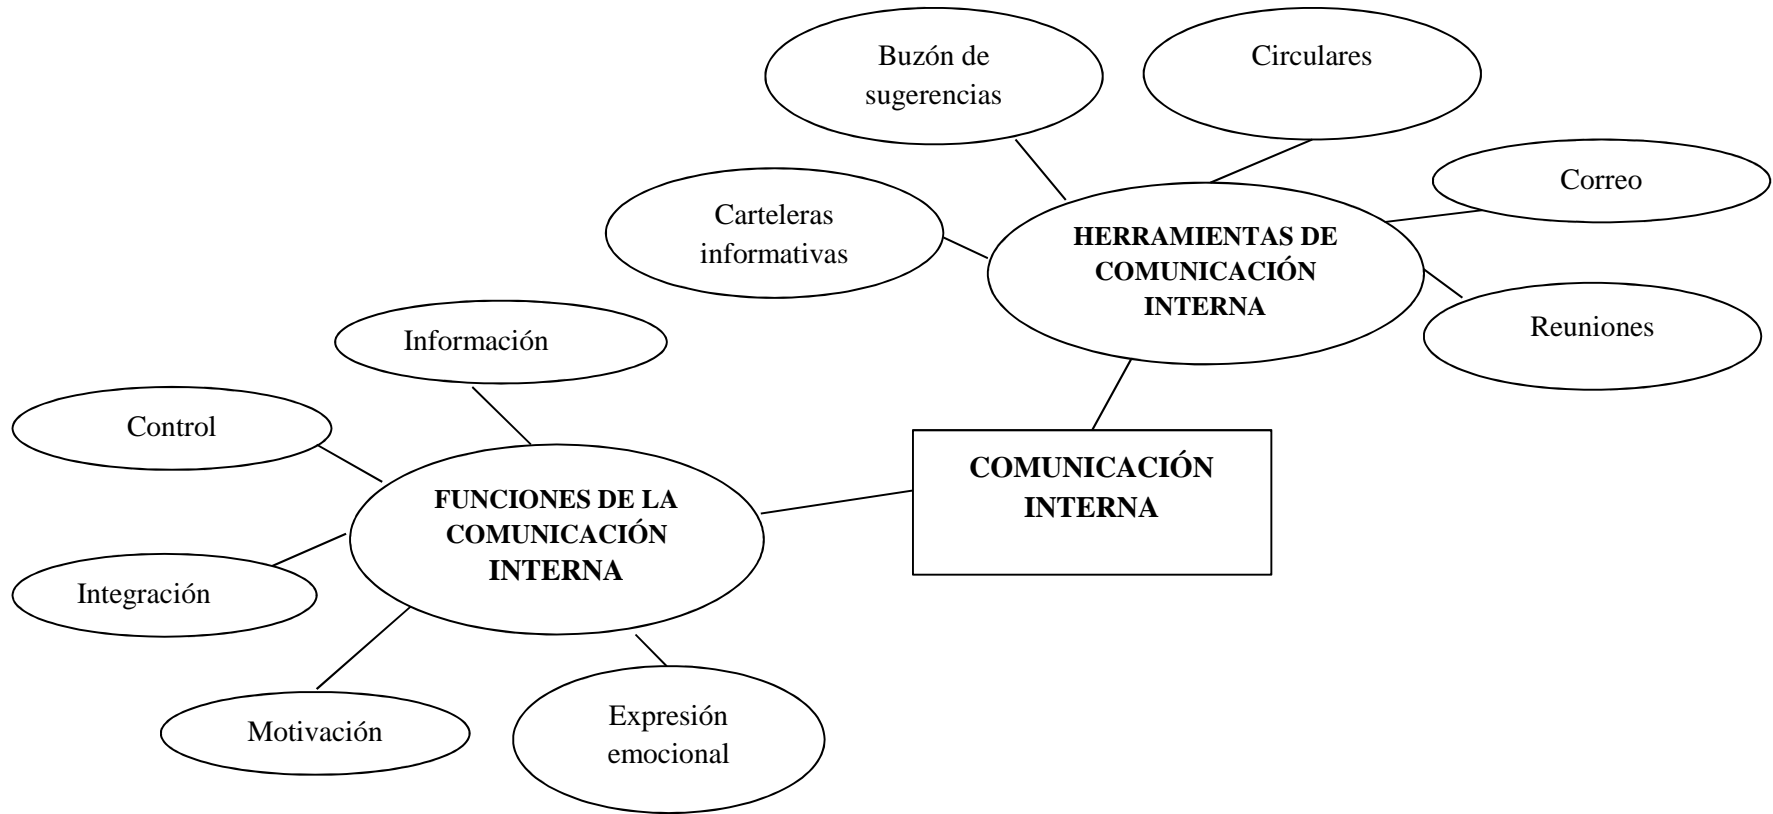 Buzón de
sugerencias
Circulares
Correo
Carteleras
informativas
HERRAMIENTAS DE
COMUNICACIÓN
INTERNA
Reuniones
Información
Control
COMUNICACIÓN
INTERNA
FUNCIONES DE LA
COMUNICACIÓN
INTERNA
Integración
Motivación
Expresión
emocional